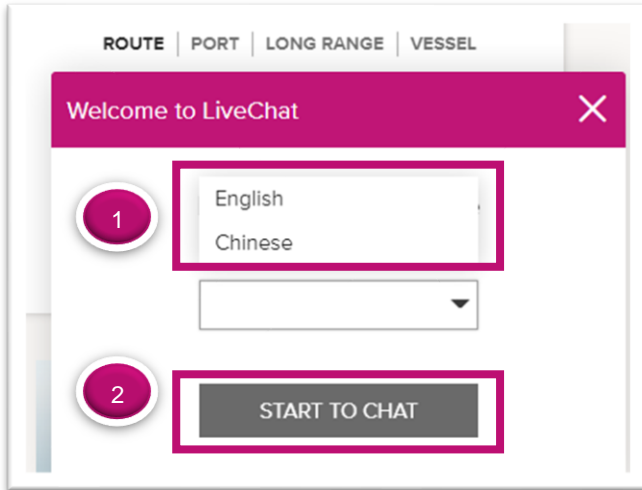 ROUTE | PORT | LONG RANGE | VESSEL
Welcome to LiveChat
1
English
Chinese
2
START TO CHAT